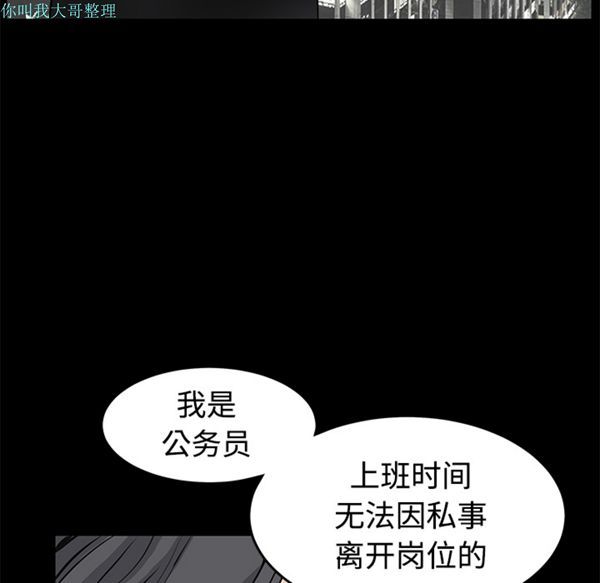 你叫我大哥整理
我是
公务员
上班时间
无法因私事
离开岗位的